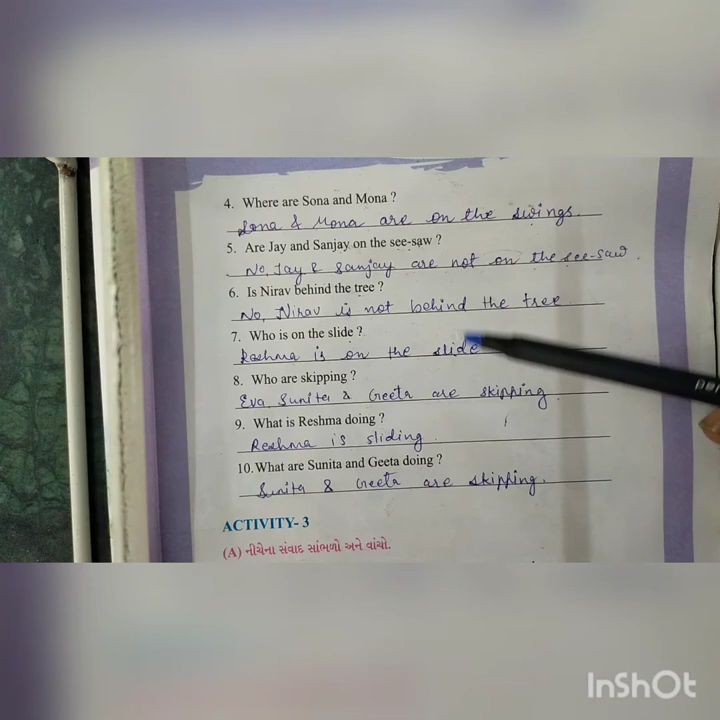 4. Where are Sona and Mona ?
Sona & Mona are on the swings.
5. Are Jay and Sanjay on the see-saw ?
No, Jay & Sanjay are not on the see-saw.
6. Is Nirav behind the tree ?
No, Nirav is not behind the tree
7. Who is on the slide ?
Reshma is on the slide
8. Who are skipping ?
Eva, Sunita & Geeta are skipping.
9. What is Reshma doing ?
Reshma is sliding.
10. What are Sunita and Geeta doing ?
Sunita & Geeta are skipping.
ACTIVITY- 3
(A) નીચેના સંવાદ સાંભળો અને વાંચો.
InShOt